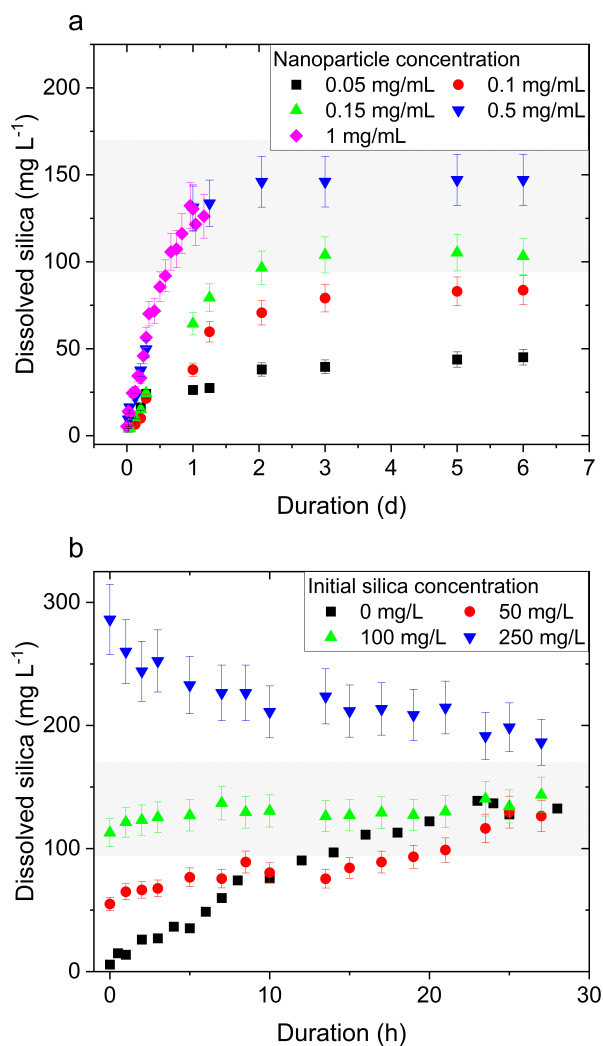 a
Nanoparticle concentration
0.05 mg/mL 0.1 mg/mL
0.15 mg/mL 0.5 mg/mL
1 mg/mL
Dissolved silica (mg L⁻¹)
200
150
100
50
0
0 1 2 3 4 5 6 7
Duration (d)
b
Initial silica concentration
0 mg/L 50 mg/L
100 mg/L 250 mg/L
Dissolved silica (mg L⁻¹)
300
200
100
0
0 10 20 30
Duration (h)